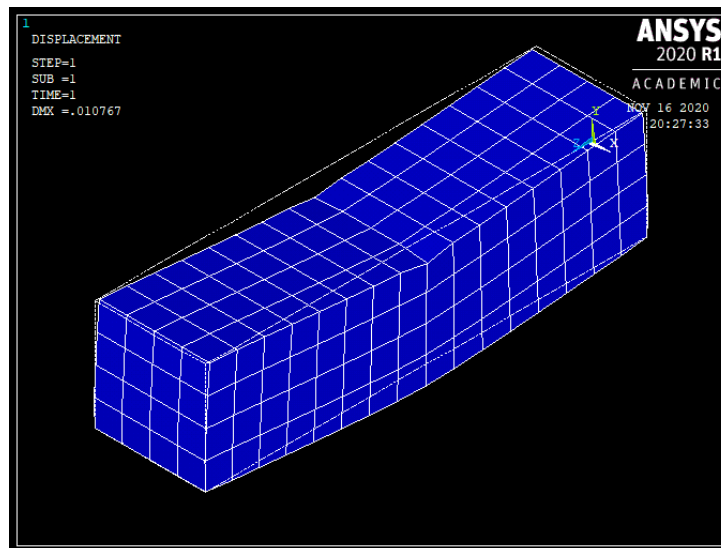 1
DISPLACEMENT
STEP=1
SUB =1
TIME=1
DMX =.010767
ANSYS
2020 R1
ACADEMIC
NOV 16 2020
20:27:33
Y
Z X